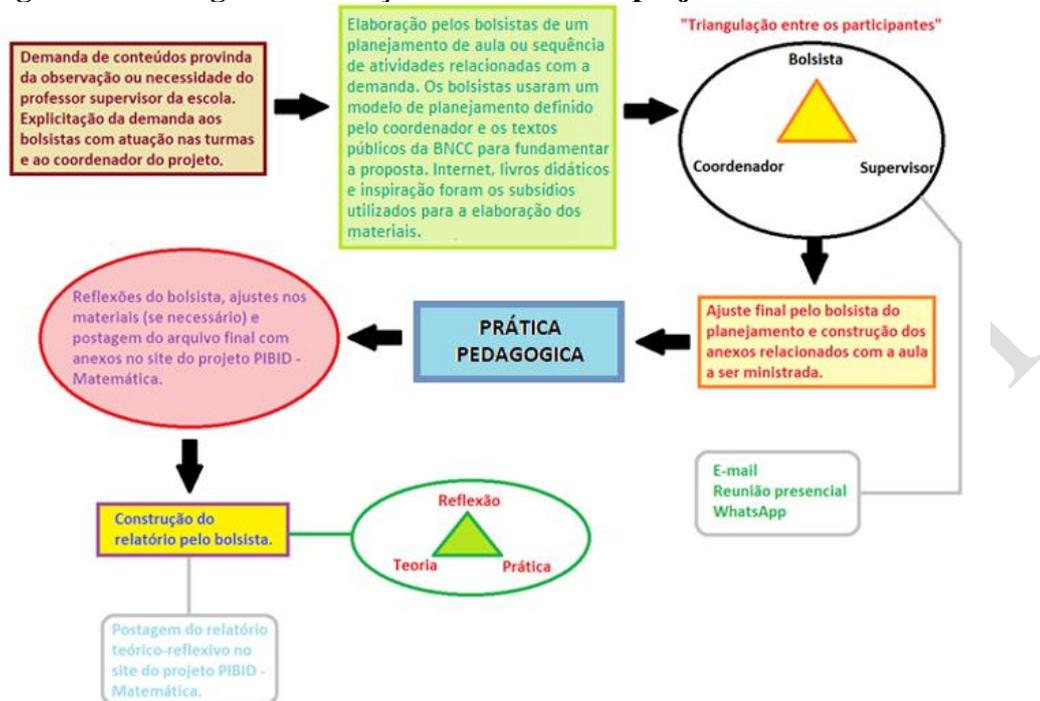 Demanda de conteúdos provinda
da observação ou necessidade do
professor supervisor da escola.
Explicitação da demanda aos
bolsistas com atuação nas turmas
e ao coordenador do projeto.
Elaboração pelos bolsistas de um
planejamento de aula ou sequência
de atividades relacionadas com a
demanda. Os bolsistas usaram um
modelo de planejamento definido
pelo coordenador e os textos
públicos da BNCC para fundamentar
a proposta. Internet, livros didáticos
e inspiração foram os subsídios
utilizados para a elaboração dos
materiais.
"Triangulação entre os participantes"
Bolsista
Coordenador
Supervisor
Ajuste final pelo bolsista do
planejamento e construção dos
anexos relacionados com a aula
a ser ministrada.
PRÁTICA
PEDAGOGICA
Reflexões do bolsista, ajustes nos
materiais (se necessário) e
postagem do arquivo final com
anexos no site do projeto PIBID -
Matemática.
E-mail
Reunião presencial
WhatsApp
Construção do
relatório pelo bolsista.
Reflexão
Teoria
Prática
Postagem do relatório
teórico-reflexivo no
site do projeto PIBID -
Matemática.